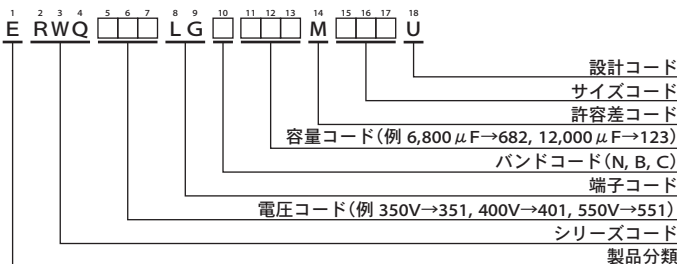 1 2 3 4 5 6 7 8 9 10 11 12 13 14 15 16 17 18
E RWQ □□□ LG □ □□□ M □□□ U
設計コード
サイズコード
許容差コード
容量コード(例 6,800μF→682, 12,000μF→123)
バンドコード(N, B, C)
端子コード
電圧コード(例 350V→351, 400V→401, 550V→551)
シリーズコード
製品分類